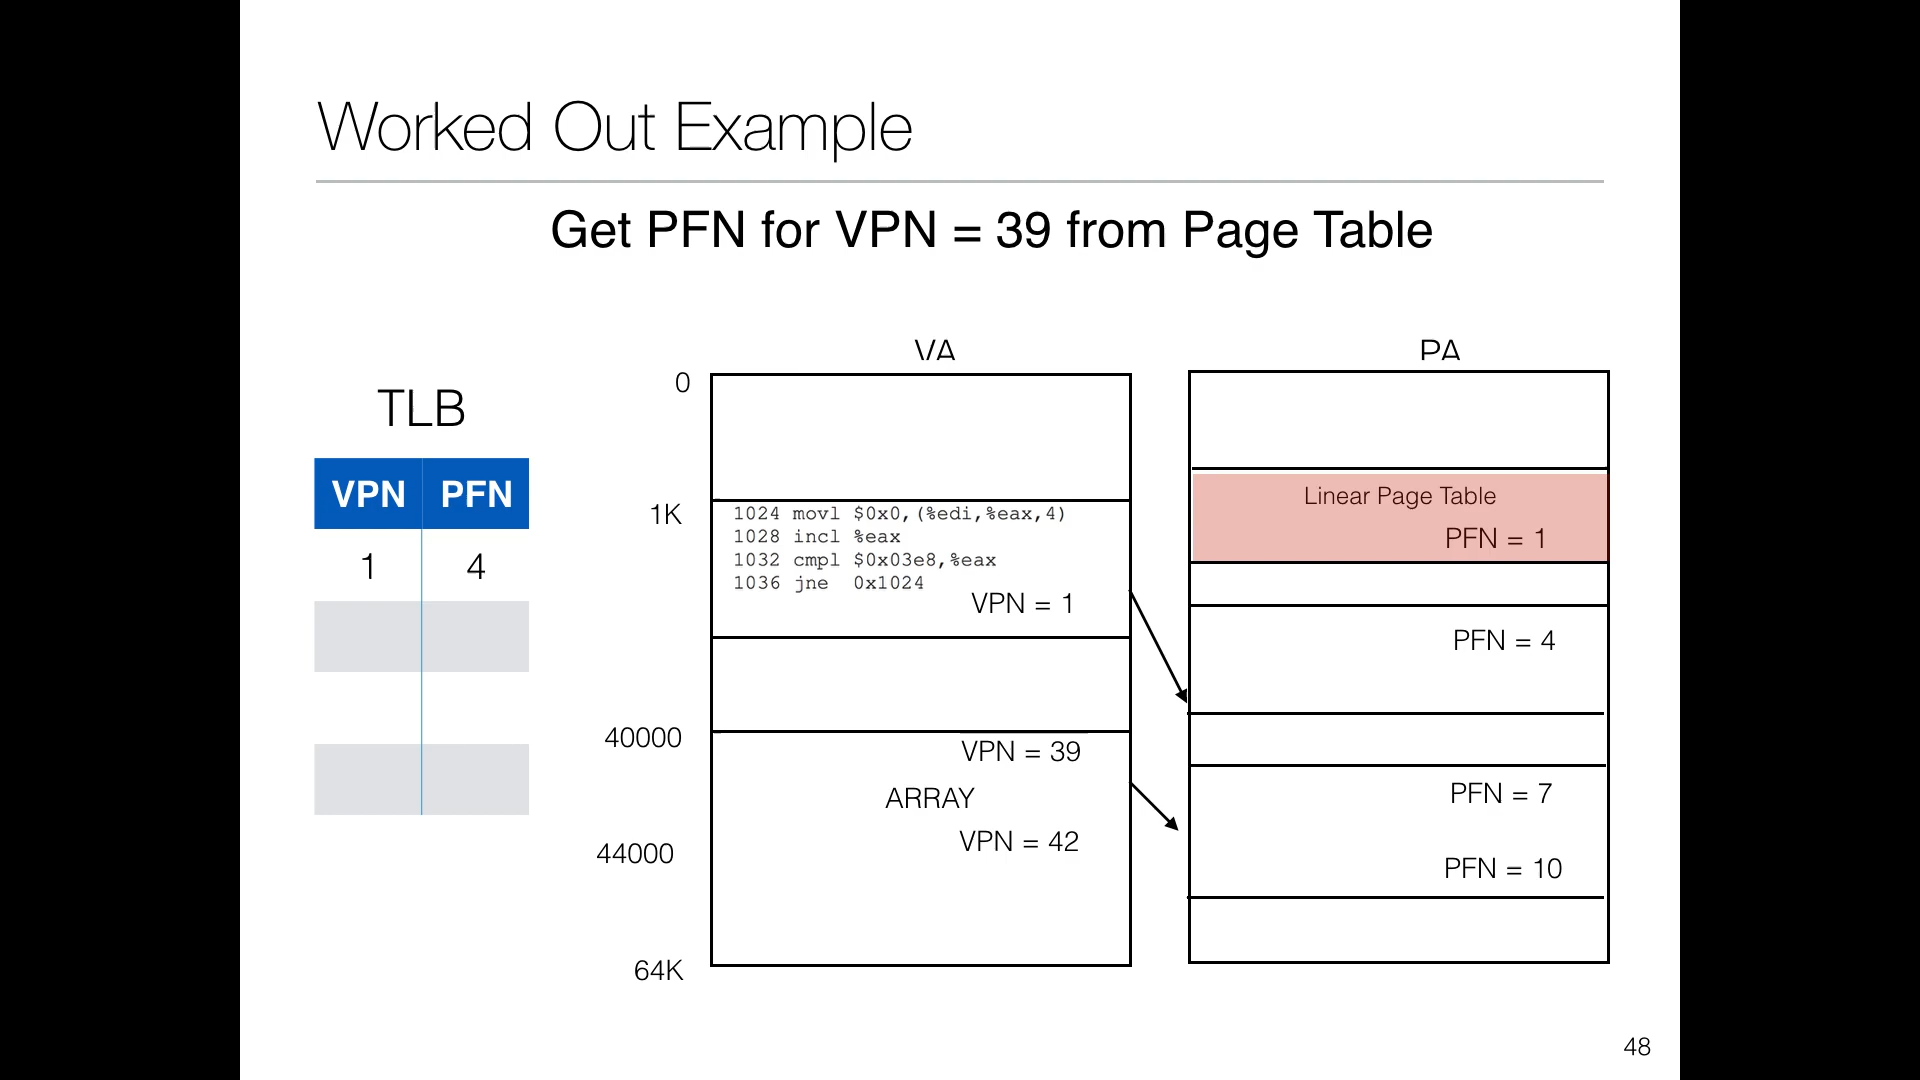 Worked Out Example
Get PFN for VPN = 39 from Page Table
TLB
VPN PFN
1 4
VA
0
1K
1024 movl $0x0,(%edi,%eax,4)
1028 incl %eax
1032 cmpl $0x03e8,%eax
1036 jne 0x1024
VPN = 1
40000
VPN = 39
ARRAY
VPN = 42
44000
64K
PA
Linear Page Table
PFN = 1
PFN = 4
PFN = 7
PFN = 10
48